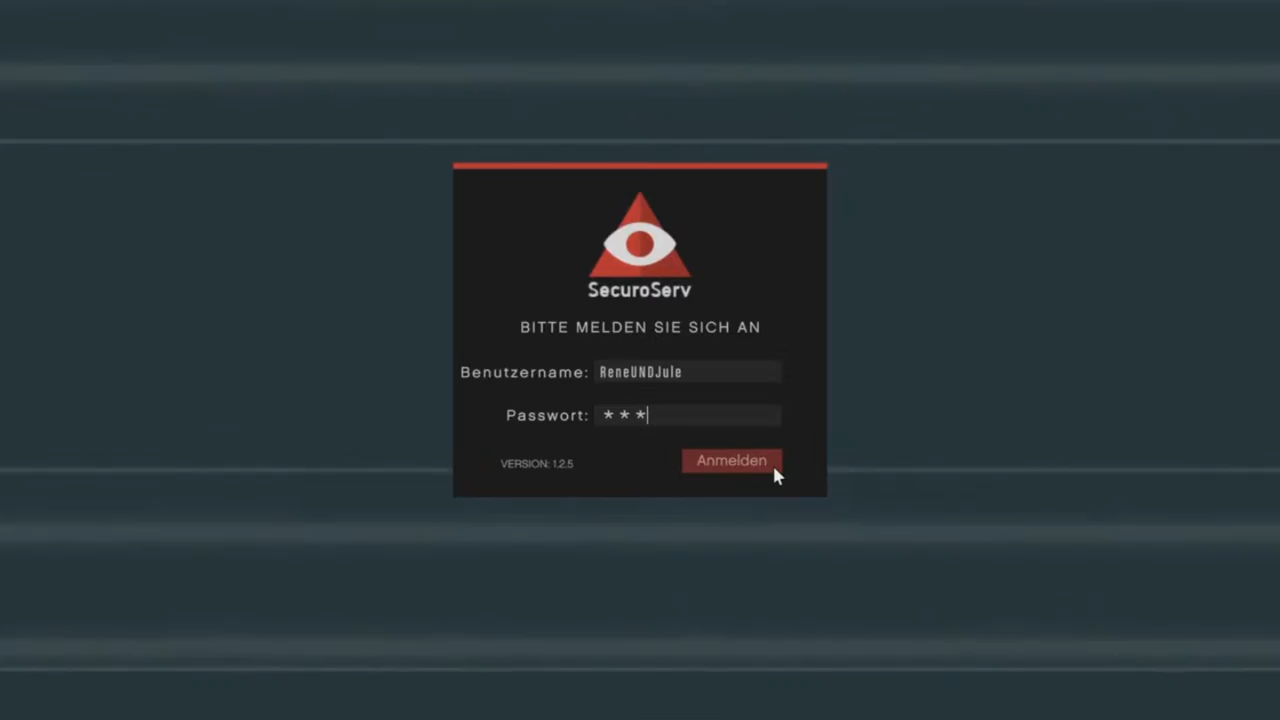 SecuroServ
BITTE MELDEN SIE SICH AN
Benutzername: ReneUNDJule
Passwort: ***
VERSION: 1.2.5
Anmelden